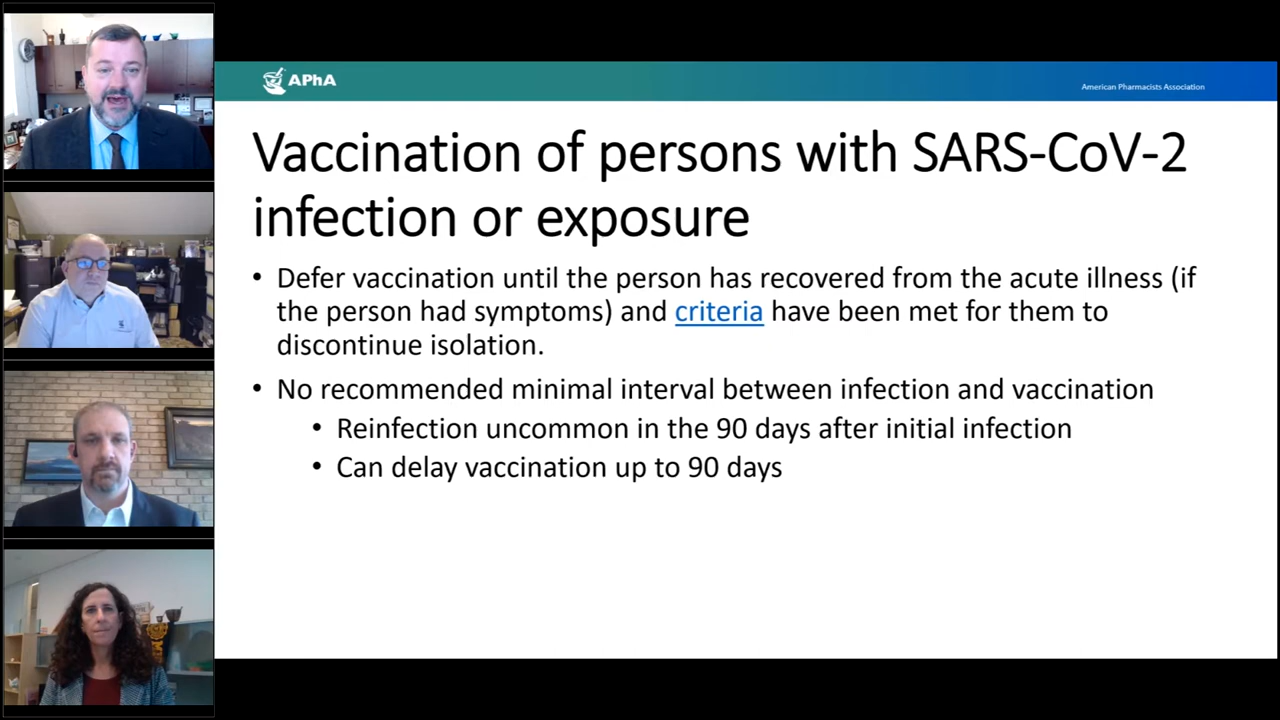 APhA
American Pharmacists Association
Vaccination of persons with SARS-CoV-2
infection or exposure
• Defer vaccination until the person has recovered from the acute illness (if
the person had symptoms) and criteria have been met for them to
discontinue isolation.
• No recommended minimal interval between infection and vaccination
• Reinfection uncommon in the 90 days after initial infection
• Can delay vaccination up to 90 days